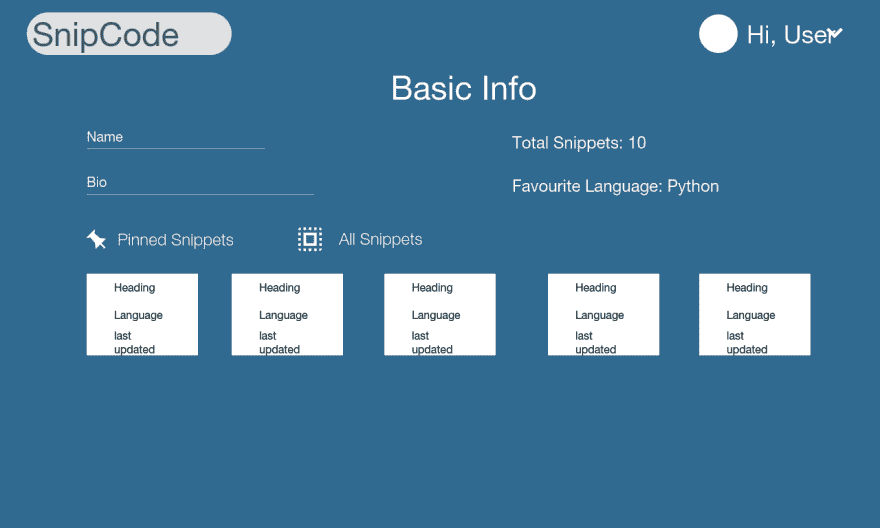 SnipCode
Hi, User
Basic Info
Name
Total Snippets: 10
Bio
Favourite Language: Python
Pinned Snippets
All Snippets
Heading
Language
last
updated
Heading
Language
last
updated
Heading
Language
last
updated
Heading
Language
last
updated
Heading
Language
last
updated